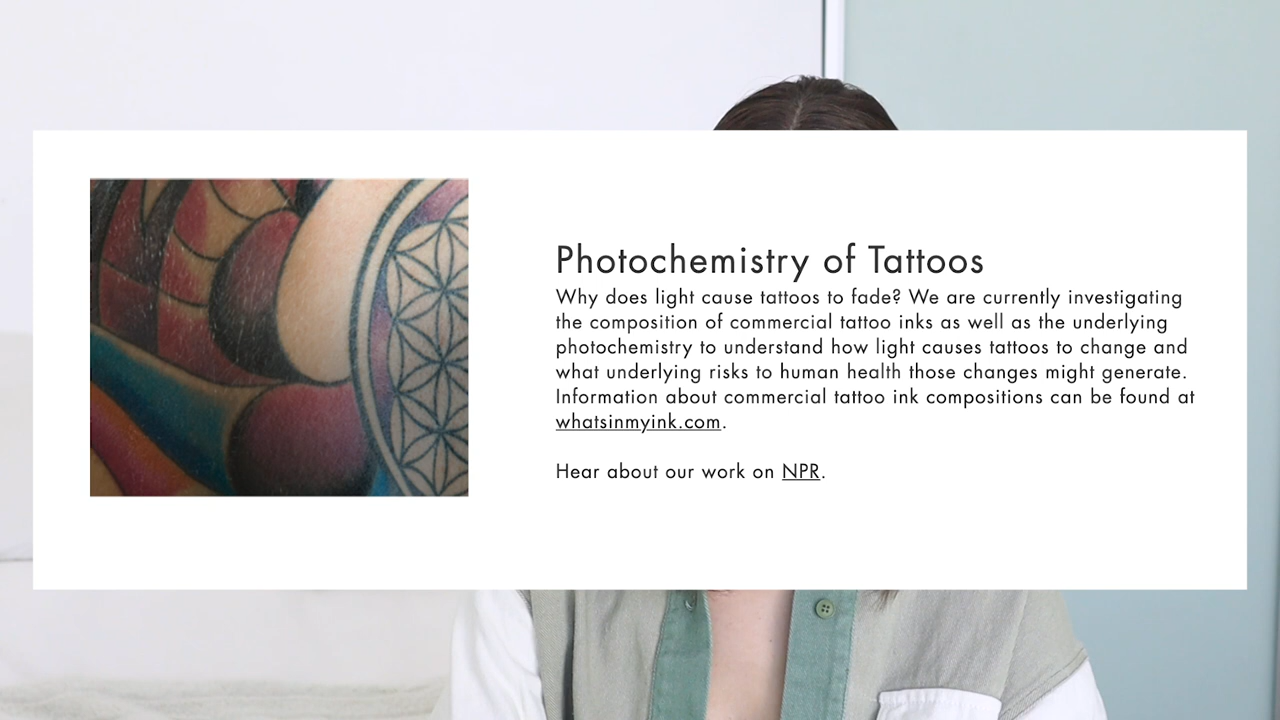 Photochemistry of Tattoos
Why does light cause tattoos to fade? We are currently investigating
the composition of commercial tattoo inks as well as the underlying
photochemistry to understand how light causes tattoos to change and
what underlying risks to human health those changes might generate.
Information about commercial tattoo ink compositions can be found at
whatsinmyink.com.
Hear about our work on NPR.